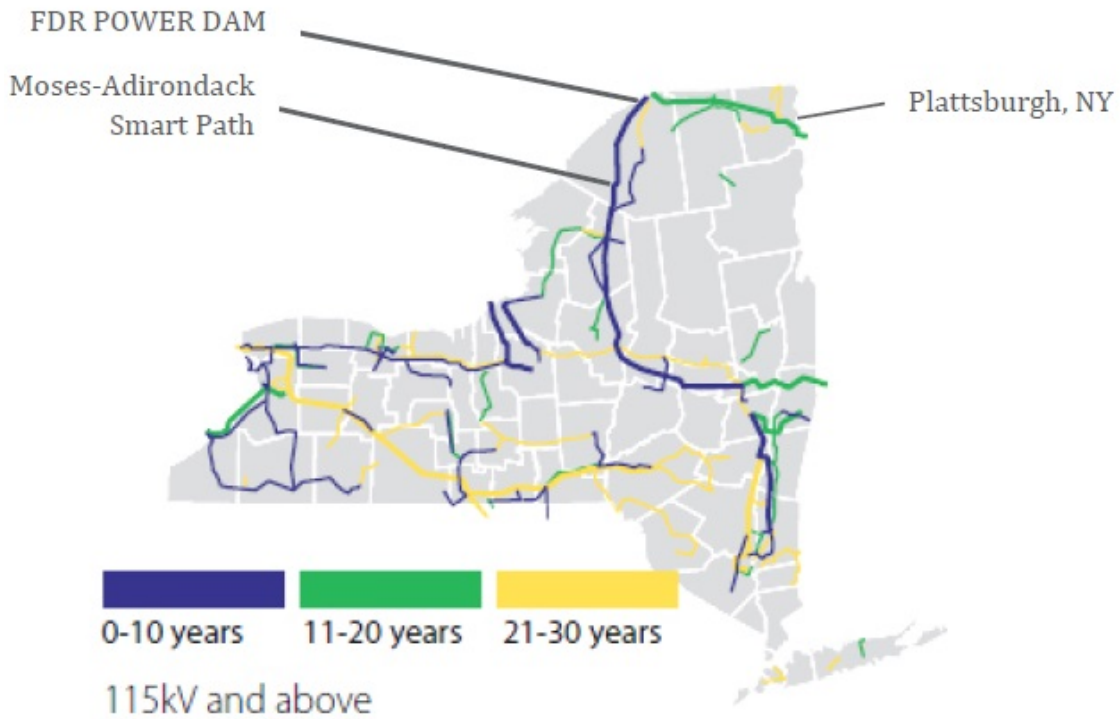 FDR POWER DAM
Moses-Adirondack
Smart Path
Plattsburgh, NY
0-10 years
11-20 years
21-30 years
115kV and above